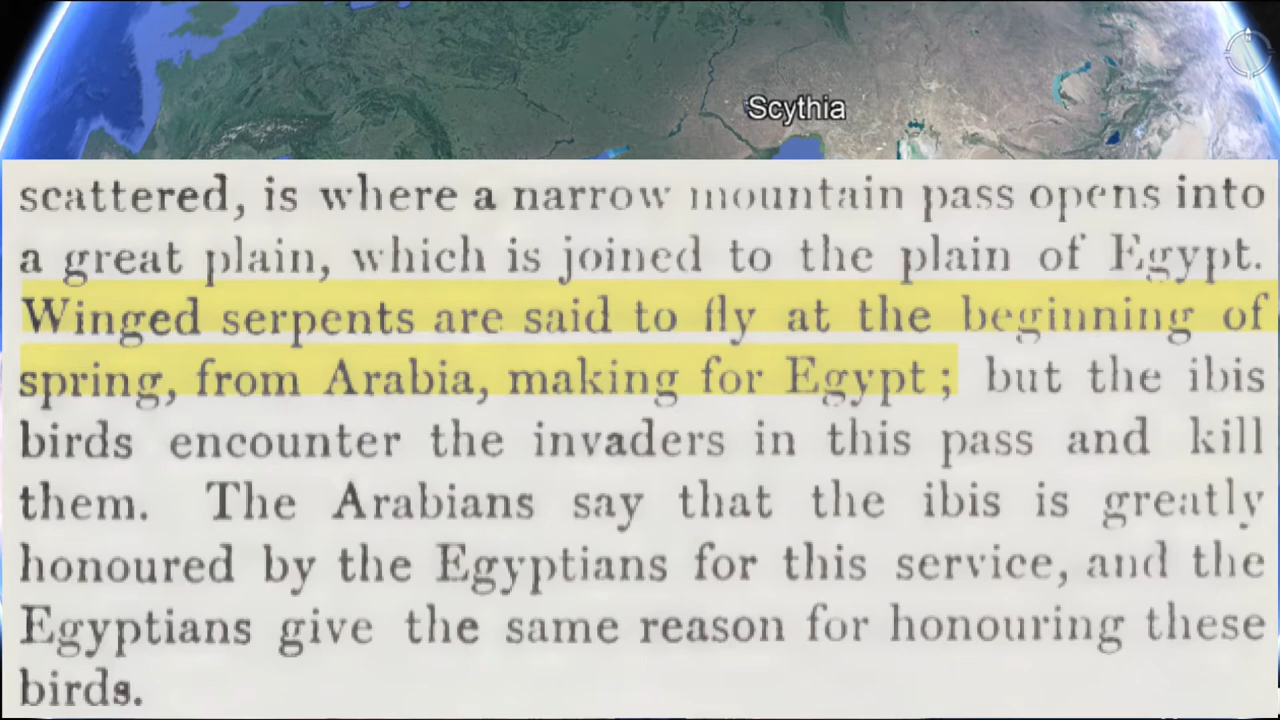 Scythia
scattered, is where a narrow mountain pass opens into
a great plain, which is joined to the plain of Egypt.
Winged serpents are said to fly at the beginning of
spring, from Arabia, making for Egypt ; but the ibis
birds encounter the invaders in this pass and kill
them. The Arabians say that the ibis is greatly
honoured by the Egyptians for this service, and the
Egyptians give the same reason for honouring these
birds.